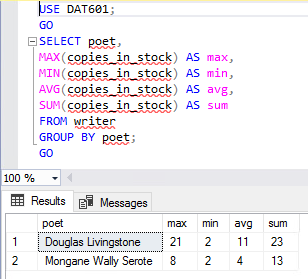 USE DAT601;
GO
SELECT poet,
MAX(copies_in_stock) AS max,
MIN(copies_in_stock) AS min,
AVG(copies_in_stock) AS avg,
SUM(copies_in_stock) AS sum
FROM writer
GROUP BY poet;
GO
100 %
Results Messages
poet max min avg sum
1 Douglas Livingstone 21 2 11 23
2 Mongane Wally Serote 8 2 4 13